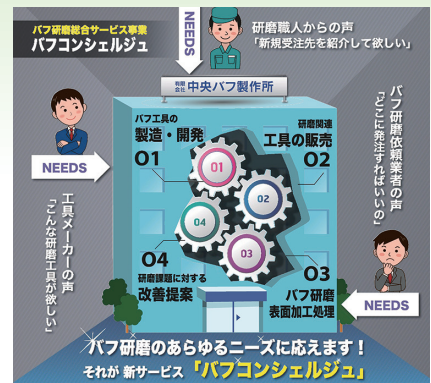 バフ研磨総合サービス事業
バフコンシェルジュ
NEEDS
研磨職人からの声
「新規受注先を紹介して欲しい」
有限会社 中央バフ製作所
NEEDS
工具メーカーの声
「こんな研磨工具が欲しい」
バフ研磨依頼業者の声
「どこに発注すればいいの」
NEEDS
バフ工具の
製造・開発
01
研磨関連
工具の販売
02
01
02
04
03
04
研磨課題に対する
改善提案
03
バフ研磨
表面加工処理
バフ研磨のあらゆるニーズに応えます！
それが 新サービス 「バフコンシェルジュ」